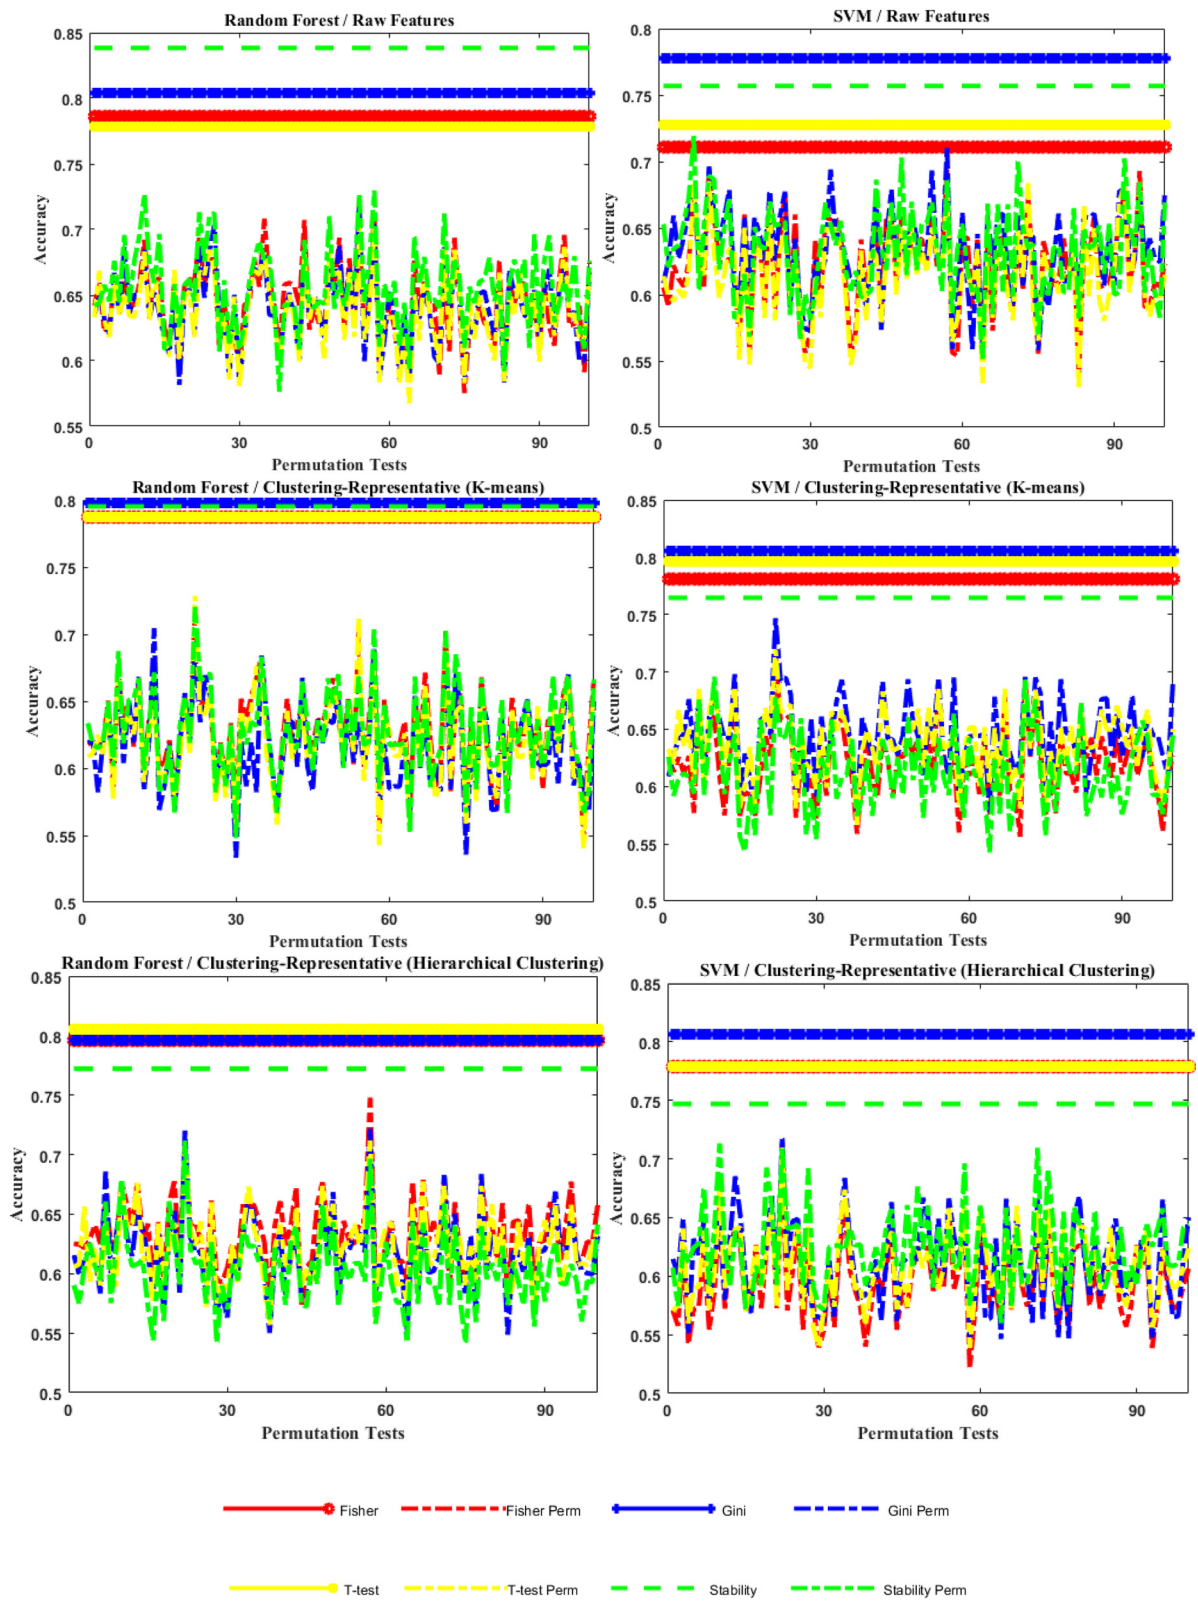 Random Forest / Raw Features
0.85
0.8
0.75
0.7
0.65
0.6
0.55
0
30
60
90
Accuracy
Permutation Tests
SVM / Raw Features
0.8
0.75
0.7
0.65
0.6
0.55
0.5
0
30
60
90
Accuracy
Permutation Tests
Random Forest / Clustering-Representative (K-means)
0.8
0.75
0.7
0.65
0.6
0.55
0.5
0
30
60
90
Accuracy
Permutation Tests
SVM / Clustering-Representative (K-means)
0.85
0.8
0.75
0.7
0.65
0.6
0.55
0.5
0
30
60
90
Accuracy
Permutation Tests
Random Forest / Clustering-Representative (Hierarchical Clustering)
0.85
0.8
0.75
0.7
0.65
0.6
0.55
0.5
0
30
60
90
Accuracy
Permutation Tests
SVM / Clustering-Representative (Hierarchical Clustering)
0.85
0.8
0.75
0.7
0.65
0.6
0.55
0.5
0
30
60
90
Accuracy
Permutation Tests
Fisher
Fisher Perm
Gini
Gini Perm
T-test
T-test Perm
Stability
Stability Perm